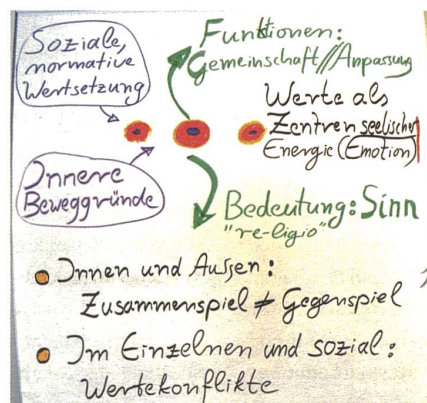 Soziale,
normative
Wertsetzung
Funktionen:
Gemeinschaft//Anpassung
Werte als
Zentren seelischer
Energie (Emotion)
Innere
Beweggründe
Bedeutung: Sinn
"re-ligio"
Innen und Außen:
Zusammenspiel ≠ Gegenspiel
Im Einzelnen und sozial:
Wertekonflikte